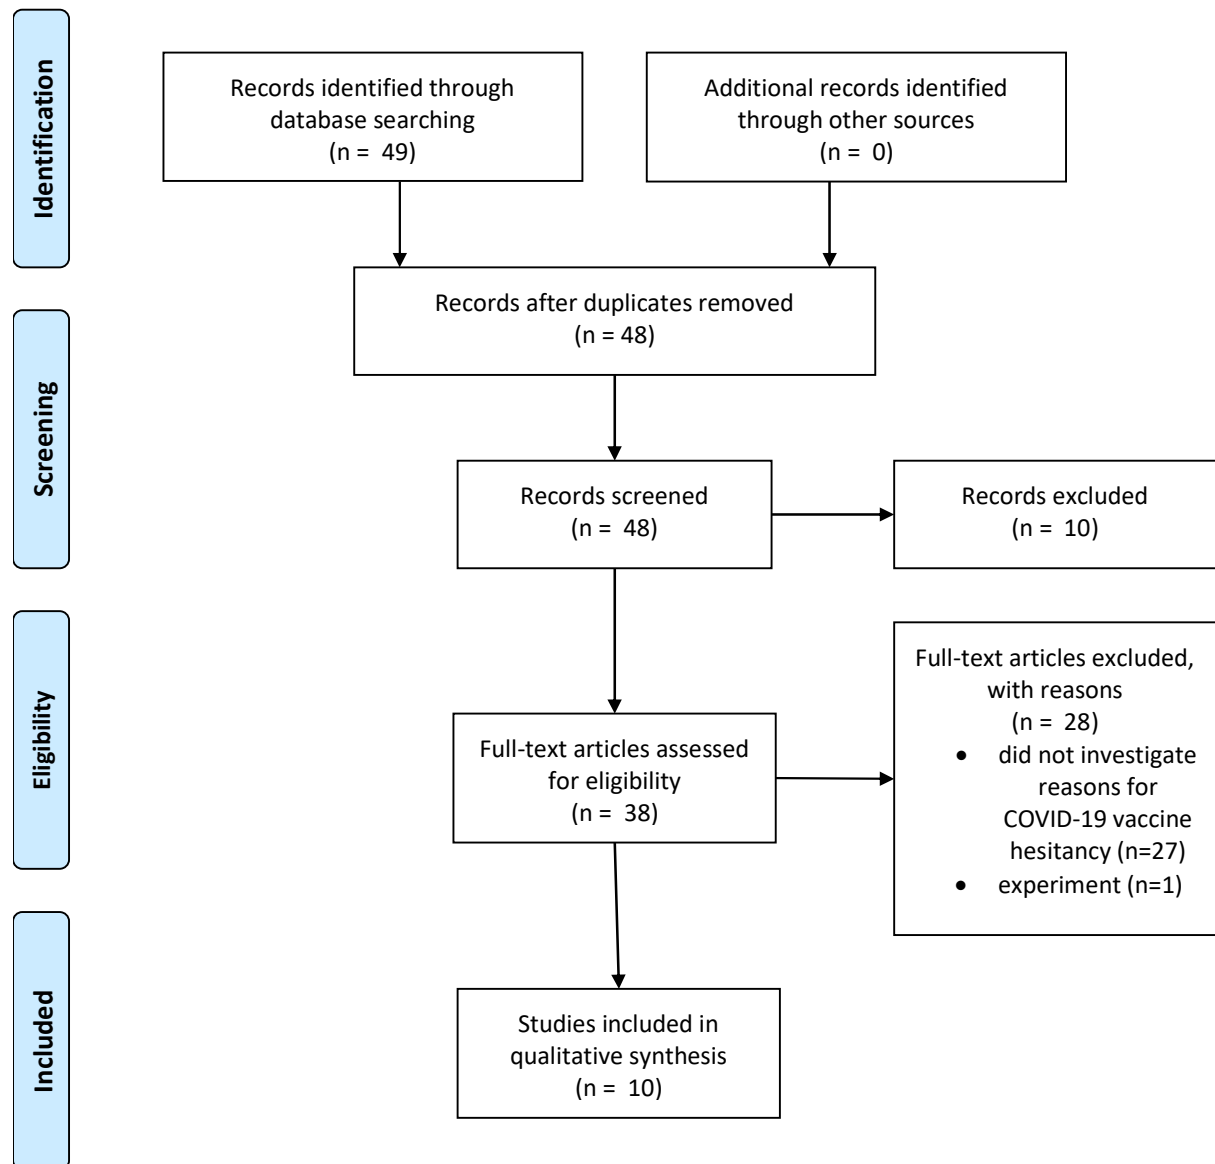 Identification
Records identified through
database searching
(n = 49)
Additional records identified
through other sources
(n = 0)
Records after duplicates removed
(n = 48)
Screening
Records screened
(n = 48)
Records excluded
(n = 10)
Eligibility
Full-text articles assessed
for eligibility
(n = 38)
Full-text articles excluded,
with reasons
(n = 28)
• did not investigate
reasons for
COVID-19 vaccine
hesitancy (n=27)
• experiment (n=1)
Included
Studies included in
qualitative synthesis
(n = 10)